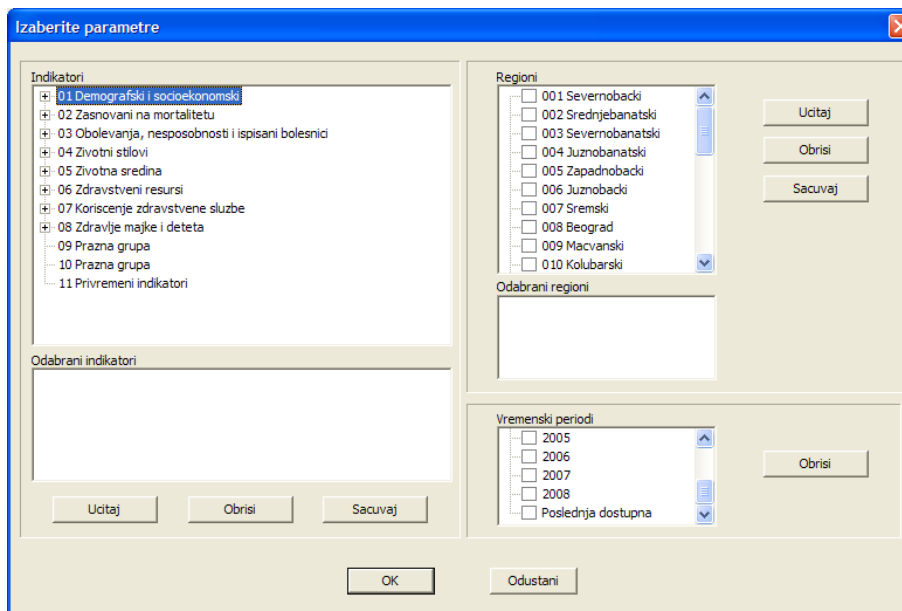 Izaberite parametre
Indikatori
01 Demografski i socioekonomski
02 Zasnovani na mortalitetu
03 Obolevanja, nesposobnosti i ispisani bolesnici
04 Zivotni stilovi
05 Zivotna sredina
06 Zdravstveni resursi
07 Koriscenje zdravstvene sluzbe
08 Zdravlje majke i deteta
09 Prazna grupa
10 Prazna grupa
11 Privremeni indikatori
Odabrani indikatori
Ucitaj
Obrisi
Sacuvaj
Regioni
001 Severnobacki
002 Srednjebanatski
003 Severnobanatski
004 Juznobanatski
005 Zapadnobacki
006 Juznobacki
007 Sremski
008 Beograd
009 Macvanski
010 Kolubarski
Ucitaj
Obrisi
Sacuvaj
Odabrani regioni
Vremenski periodi
2005
2006
2007
2008
Poslednja dostupna
Obrisi
OK
Odustani